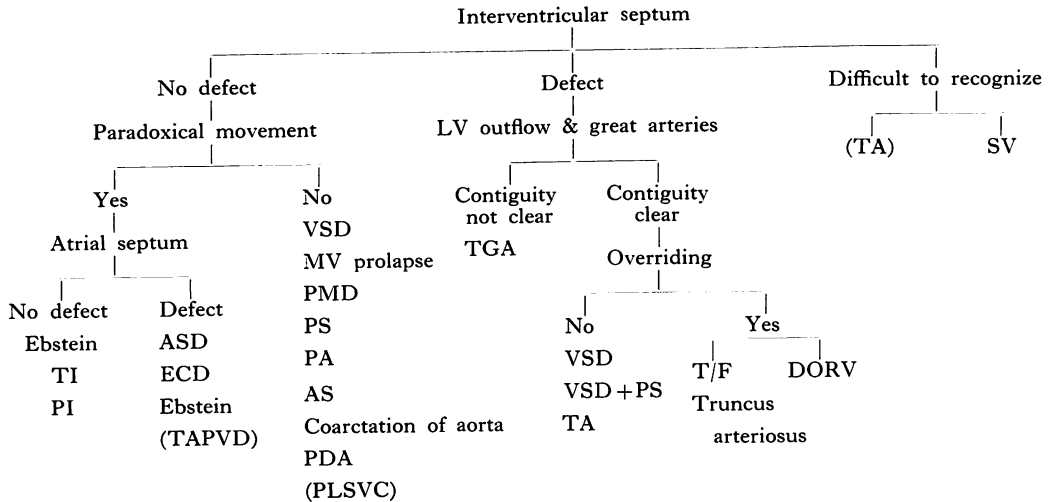 Interventricular septum
No defect
Defect
Difficult to recognize
Paradoxical movement
LV outflow & great arteries
(TA)
SV
Yes
No
Contiguity
not clear
Contiguity
clear
VSD
TGA
Atrial septum
MV prolapse
Overriding
PMD
No defect
Defect
PS
No
Yes
Ebstein
ASD
PA
VSD
T/F
DORV
TI
ECD
AS
VSD+PS
Truncus
arteriosus
PI
Ebstein
Coarctation of aorta
TA
(TAPVD)
PDA
(PLSVC)